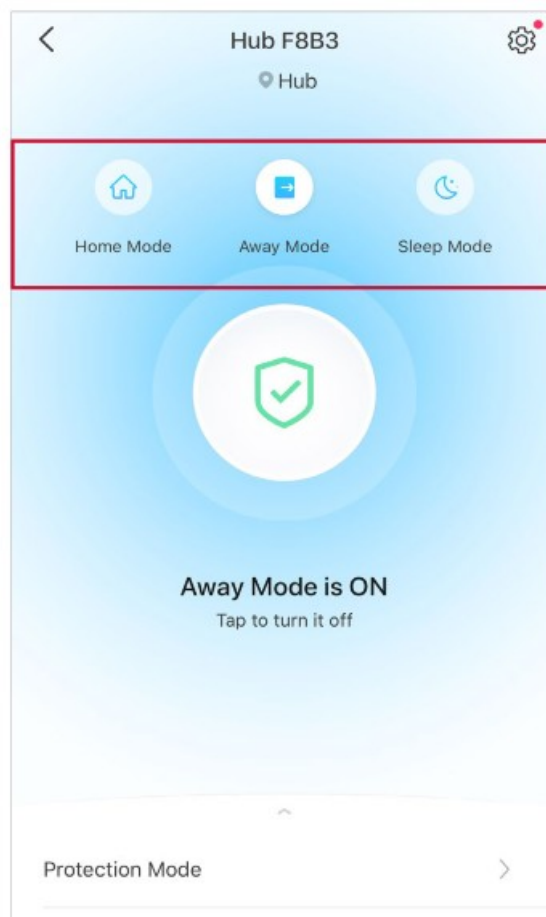 Hub F8B3
Hub
Home Mode Away Mode Sleep Mode
Away Mode is ON
Tap to turn it off
Protection Mode